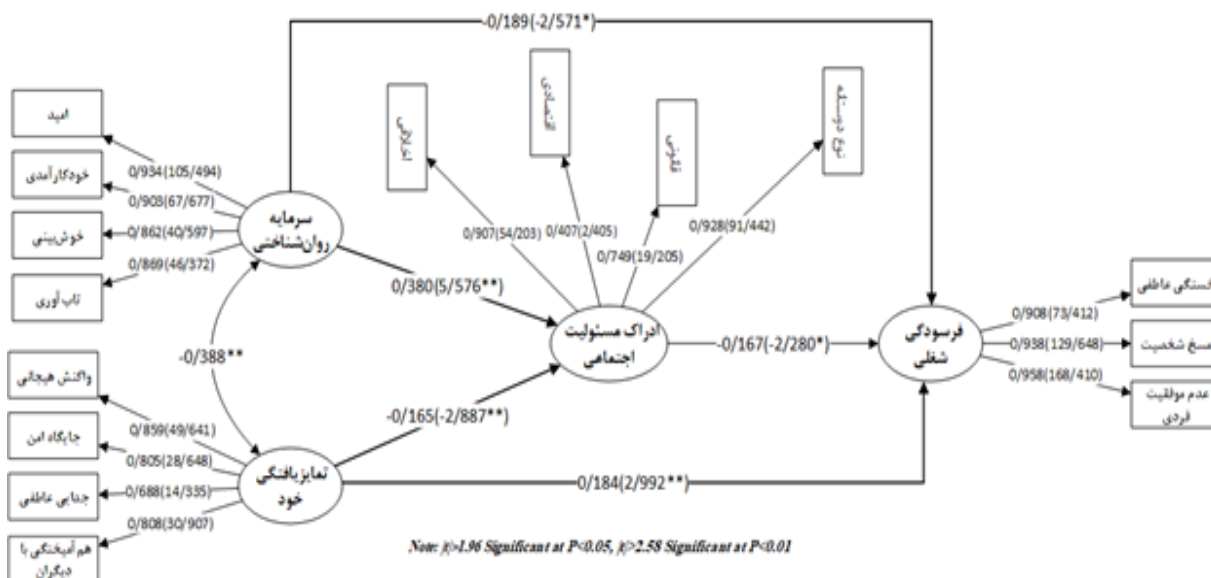 -0/189(-2/571*)
امید
خودکارآمدی
خوش‌بینی
تاب آوری
0/934(105/494)
0/903(67/677)
0/862(40/597)
0/869(46/372)
سرمایه
روان‌شناختی
اخلاقی
اقتصادی
قانونی
نوع دوستانه
0/907(54/203)
0/407(2/405)
0/749(19/205)
0/928(91/442)
0/380(5/576**)
-0/388**
ادراک مسئولیت
اجتماعی
-0/167(-2/280*)
فرسودگی
شغلی
0/908(73/412)
0/938(129/648)
0/958(168/410)
خستگی عاطفی
مسخ شخصیت
عدم موفقیت
فردی
-0/165(-2/887**)
واکنش هیجانی
جایگاه امن
جدایی عاطفی
هم آمیختگی با
دیگران
0/859(49/641)
0/805(28/648)
0/688(14/335)
0/808(30/907)
تمایزیافتگی
خود
0/184(2/992**)
Note: |t|>1.96 Significant at P<0.05, |t|>2.58 Significant at P<0.01